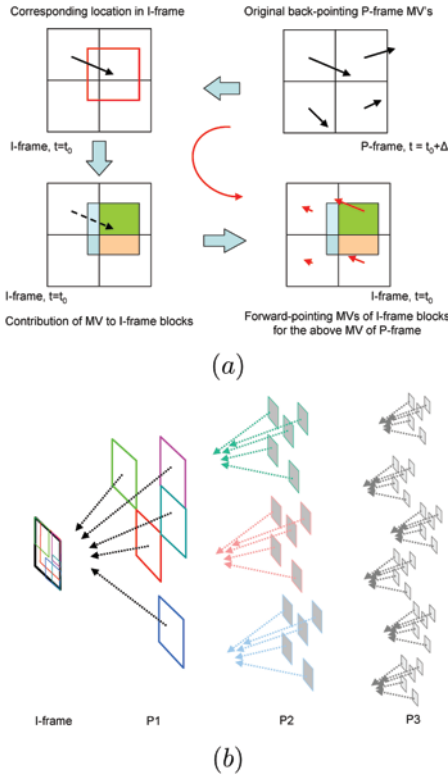 Corresponding location in I-frame
Original back-pointing P-frame MV's
I-frame, t=t₀
P-frame, t = t₀+Δ
I-frame, t=t₀
I-frame, t=t₀
Contribution of MV to I-frame blocks
Forward-pointing MVs of I-frame blocks
for the above MV of P-frame
(a)
I-frame
P1
P2
P3
(b)